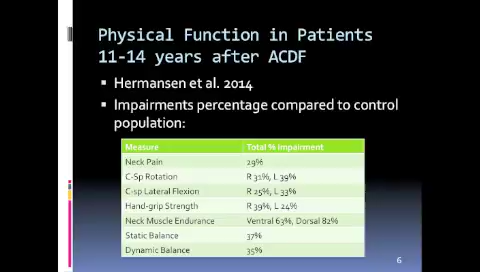 Physical Function in Patients
11-14 years after ACDF
Hermansen et al. 2014
Impairments percentage compared to control
population:
Measure Total % Impairment
Neck Pain 29%
C-Sp Rotation R 31%, L 39%
C-sp Lateral Flexion R 25%, L 33%
Hand-grip Strength R 39%, L 24%
Neck Muscle Endurance Ventral 63%, Dorsal 82%
Static Balance 37%
Dynamic Balance 35%
6